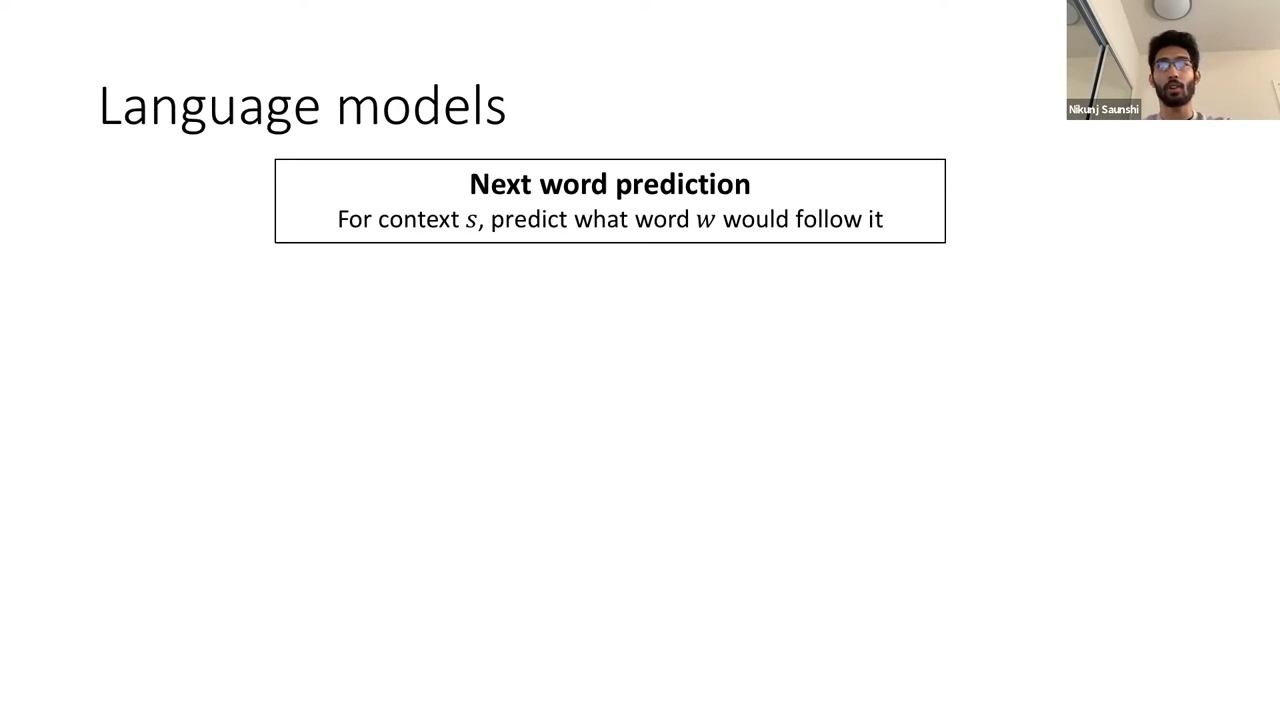 Language models
Nikunj Saunshi
Next word prediction
For context s, predict what word w would follow it